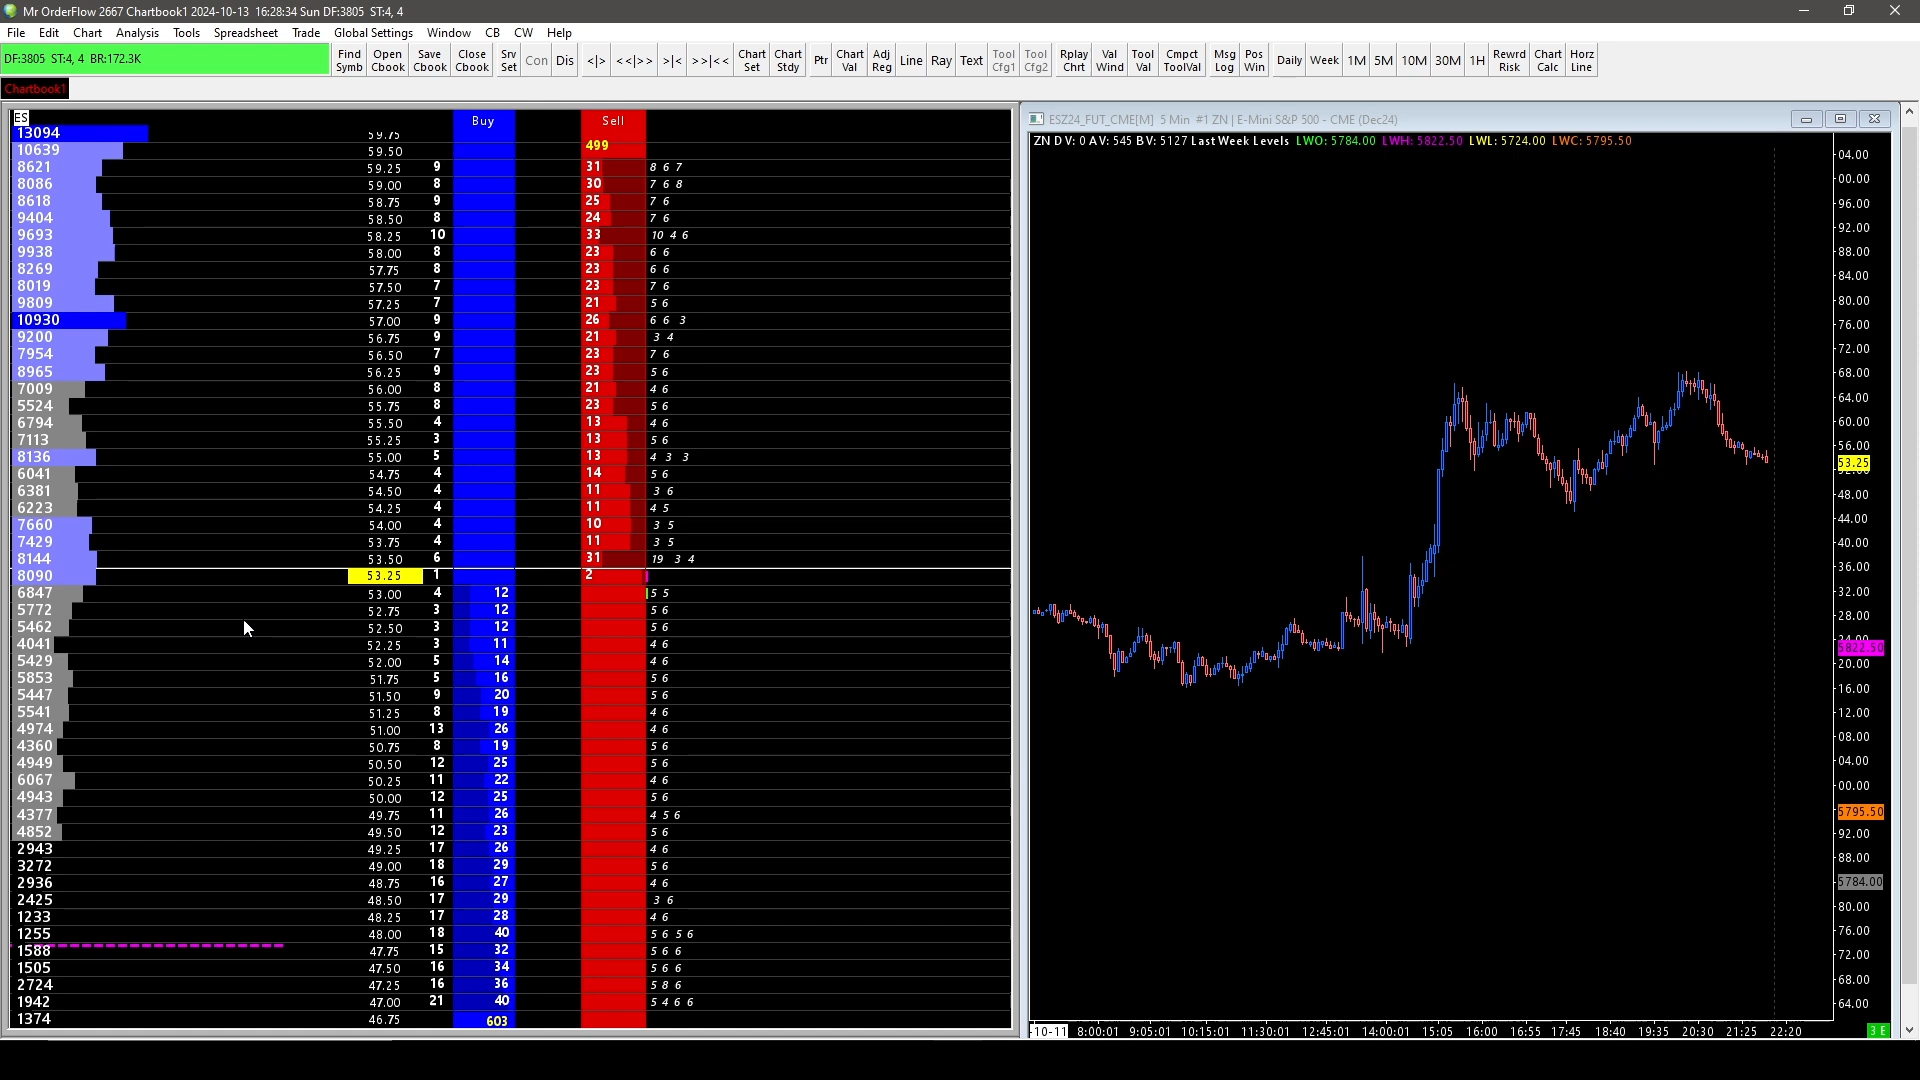 Mr OrderFlow 2667 Chartbook1 2024-10-13 16:28:34 Sun DF:3805 ST:4, 4
File Edit Chart Analysis Tools Spreadsheet Trade Global Settings Window CB CW Help
DF:3805 ST:4, 4 BR:172.3K
Find Symb Open Cbook Save Cbook Close Cbook Srv Set Con Dis <|> <<|>> >|< >>|<< Chart Set Chart Stdy Ptr Chart Val Adj Reg Line Ray Text Tool Cfg1 Tool Cfg2 Rplay Chrt Val Wind Tool Val Cmpct ToolVal Msg Log Pos Win Daily Week 1M 5M 10M 30M 1H Rewrd Risk Chart Calc Horz Line
Chartbook1
ES
Buy Sell
13094 59.75
10639 59.50 499
8621 59.25 9 31 8 6 7
8086 59.00 8 30 7 6 8
8618 58.75 9 25 7 6
9404 58.50 8 24 7 6
9693 58.25 10 33 10 4 6
9938 58.00 8 23 6 6
8269 57.75 8 23 6 6
8019 57.50 7 23 7 6
9809 57.25 7 21 5 6
10930 57.00 9 26 6 6 3
9200 56.75 9 21 3 4
7954 56.50 7 23 7 6
8965 56.25 9 23 5 6
7009 56.00 8 21 4 6
5524 55.75 8 23 5 6
6794 55.50 4 13 4 6
7113 55.25 3 13 5 6
8136 55.00 5 13 4 3 3
6041 54.75 4 14 5 6
6381 54.50 4 11 3 6
6223 54.25 4 11 4 5
7660 54.00 4 10 3 5
7429 53.75 4 11 3 5
8144 53.50 6 31 19 3 4
8090 53.25 1 2
6847 53.00 4 12 5 5
5772 52.75 3 12 5 6
5462 52.50 3 12 5 6
4041 52.25 3 11 4 6
5429 52.00 5 14 4 6
5853 51.75 5 16 5 6
5447 51.50 9 20 5 6
5541 51.25 8 19 4 6
4974 51.00 13 26 4 6
4360 50.75 8 19 5 6
4949 50.50 12 25 5 6
6067 50.25 11 22 4 6
4943 50.00 12 25 5 6
4377 49.75 11 26 4 5 6
4852 49.50 12 23 5 6
2943 49.25 17 26 4 6
3272 49.00 18 29 5 6
2936 48.75 16 27 4 6
2425 48.50 17 29 3 6
1233 48.25 17 28 4 6
1255 48.00 18 40 5 6 5 6
1588 47.75 15 32 5 6 6
1505 47.50 16 34 5 6 6
2724 47.25 16 36 5 8 6
1942 47.00 21 40 5 4 6 6
1374 46.75 603
ESZ24_FUT_CME[M] 5 Min #1 ZN | E-Mini S&P 500 - CME (Dec24)
ZN DV: 0 AV: 545 BV: 5127 Last Week Levels LWO: 5784.00 LWH: 5822.50 LWL: 5724.00 LWC: 5795.50
04.00
00.00
96.00
92.00
88.00
84.00
80.00
76.00
72.00
68.00
64.00
60.00
56.00
53.25
48.00
44.00
40.00
36.00
32.00
28.00
24.00
5822.50
20.00
16.00
12.00
08.00
04.00
00.00
5795.50
92.00
88.00
5784.00
80.00
76.00
72.00
68.00
64.00
10-11 8:00:01 9:05:01 10:15:01 11:30:01 12:45:01 14:00:01 15:05 16:00 16:55 17:45 18:40 19:35 20:30 21:25 22:20 3 E